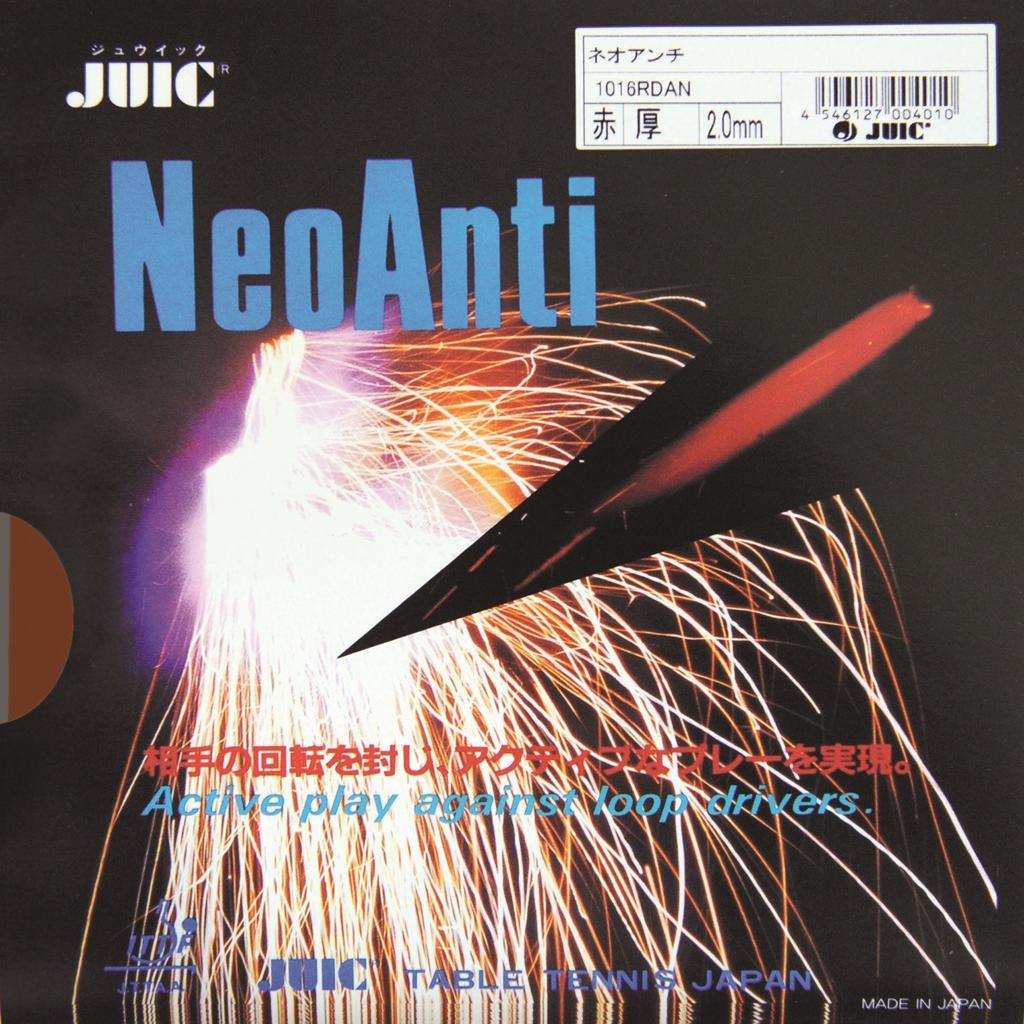 ジュウイック
JUIC®
ネオアンチ
1016RDAN
赤 厚 2.0mm
4 546127 004010
JUIC
NeoAnti
相手の回転を封じ、アクティブなプレーを実現。
Active play against loop drivers.
ITTF
J.T.T.A.A
JUIC TABLE TENNIS JAPAN
MADE IN JAPAN